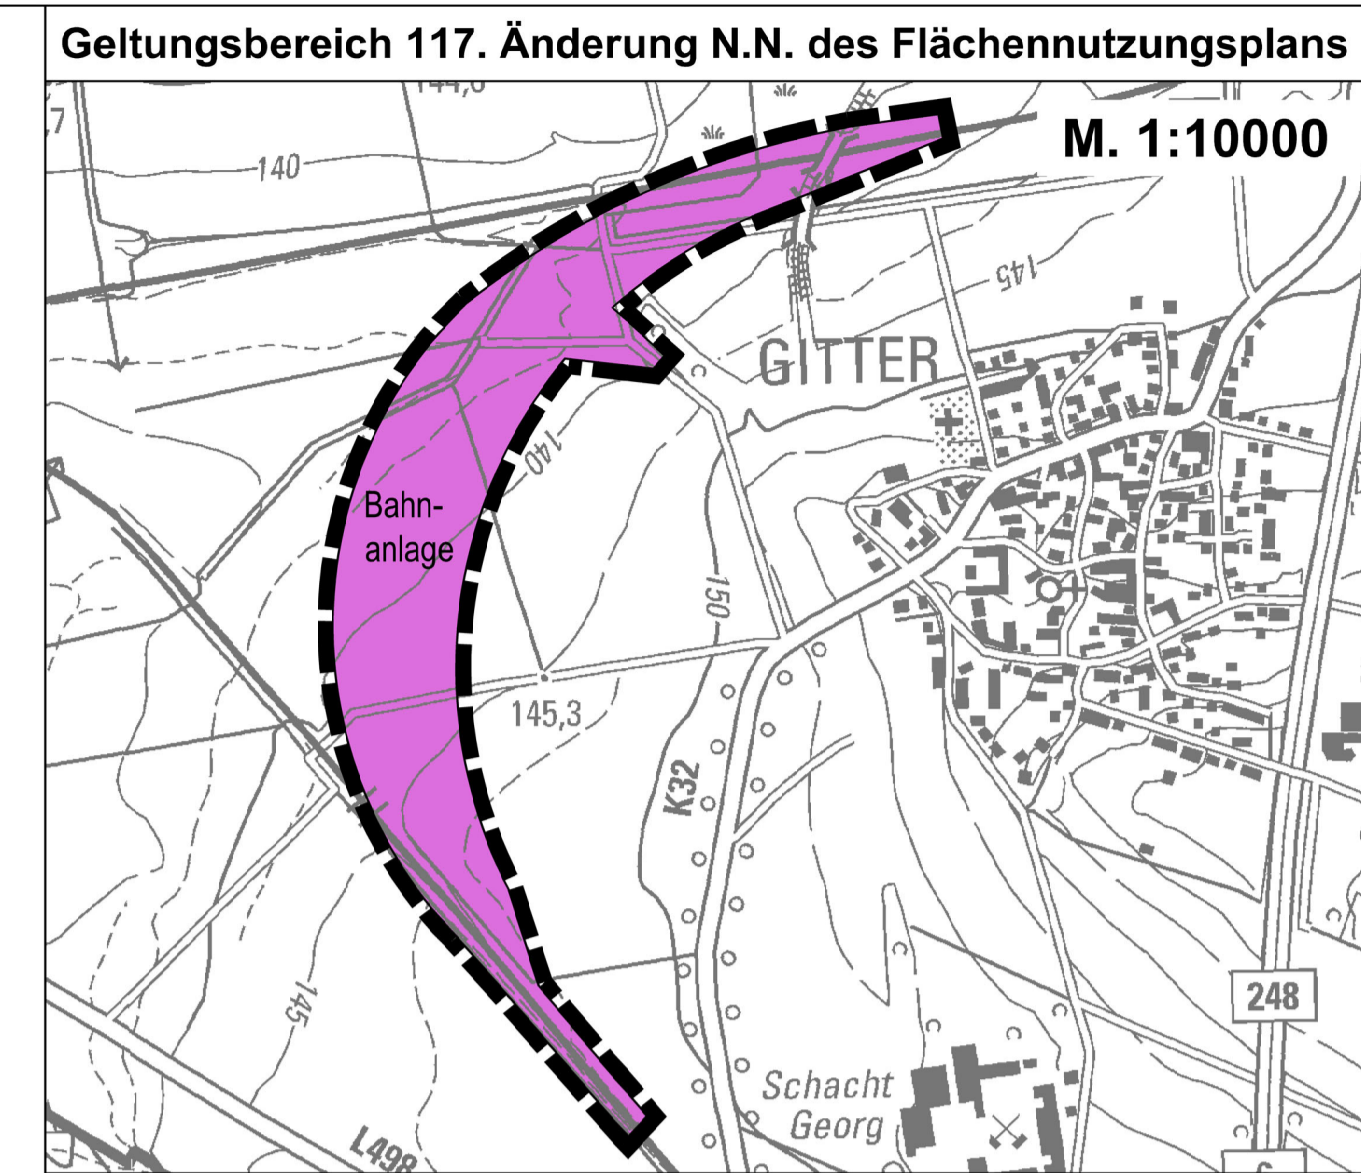 Geltungsbereich 117. Änderung N.N. des Flächennutzungsplans
M. 1:10000
140
145
GITTER
140
Bahn-
anlage
150
145,3
K32
145
248
Schacht
Georg
L498